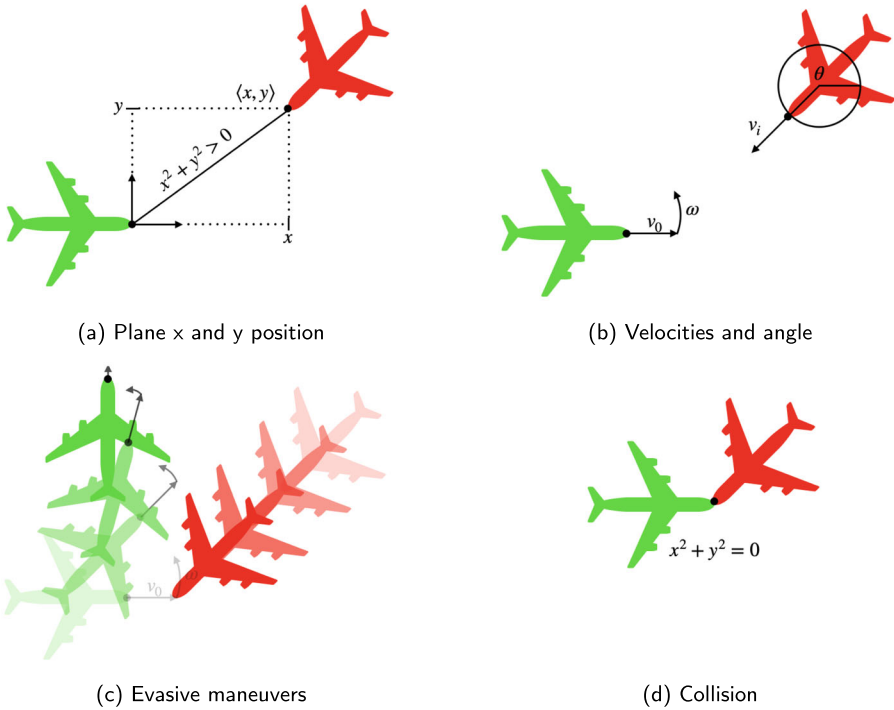 ⟨x, y⟩
y
x² + y² > 0
x
(a) Plane x and y position
θ
vᵢ
v₀
ω
(b) Velocities and angle
v₀
ω
(c) Evasive maneuvers
x² + y² = 0
(d) Collision